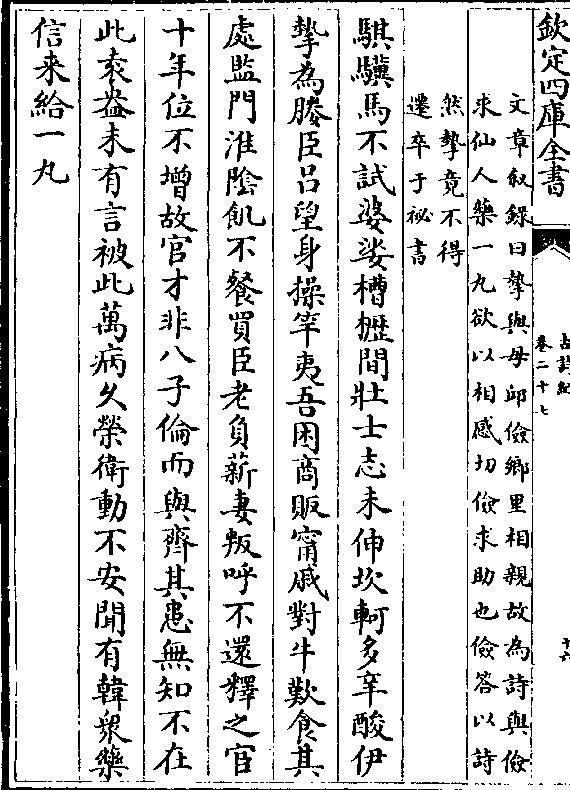 欽定四庫全書
古詩紀
卷二十七
十六
文章敘錄曰摯與毋邱儉鄉里相親故為詩與儉
求仙人藥一丸欲以相感切儉求助也儉答以詩
然摯竟不得
遷卒于祕書
騏驥馬不試婆娑槽櫪間壯士志未伸坎軻多辛酸伊
摯為媵臣呂望身操竿夷吾困商販甯戚對牛歎食其
處監門淮陰飢不餐買臣老負薪妻叛呼不還釋之官
十年位不增故官才非八子倫而與齊其患無知不在
此袁盎未有言被此萬病久榮衛動不安聞有韓衆藥
信来給一丸